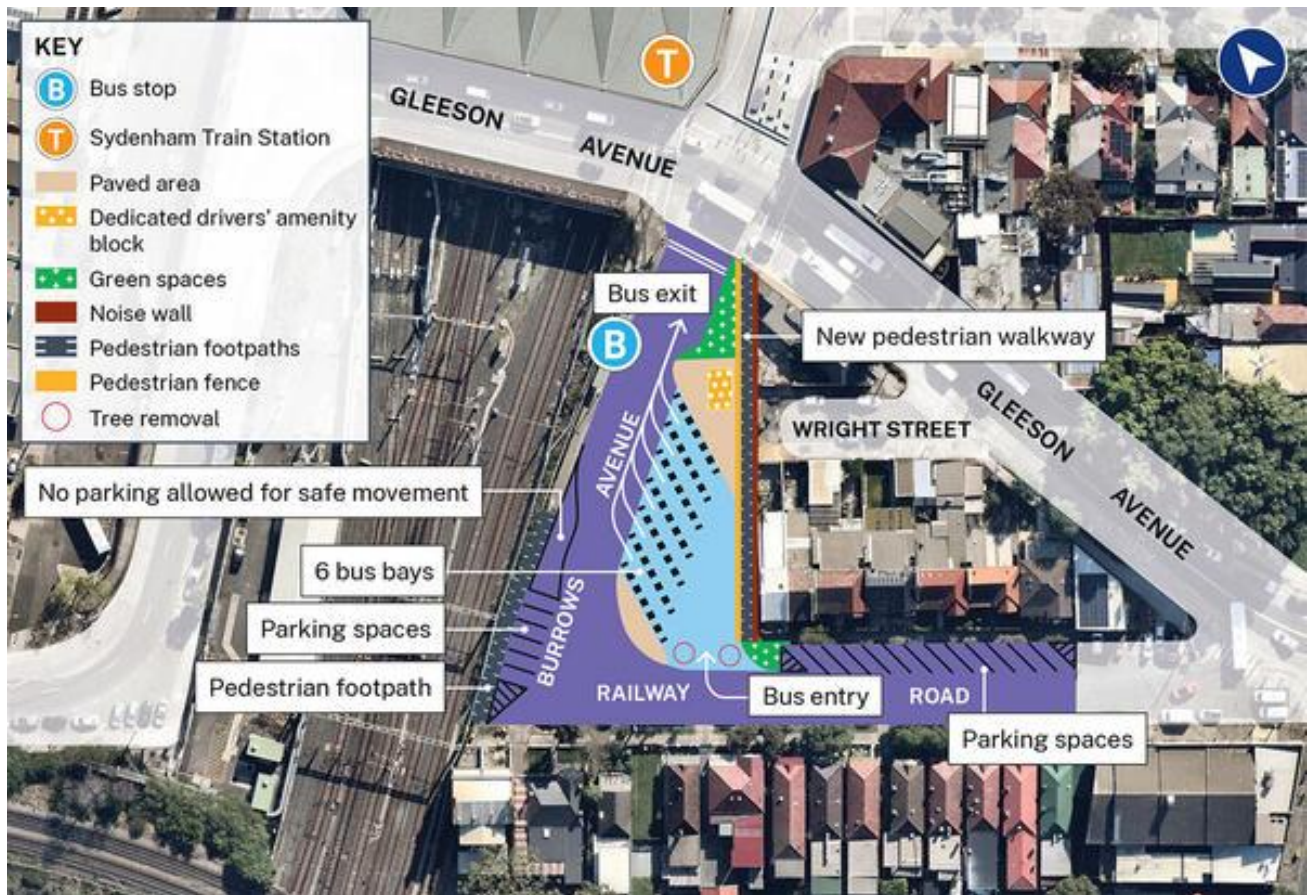 KEY
B Bus stop
T Sydenham Train Station
Paved area
Dedicated drivers' amenity
block
Green spaces
Noise wall
Pedestrian footpaths
Pedestrian fence
Tree removal
T
GLEESON
AVENUE
Bus exit
B
New pedestrian walkway
GLEESON
AVENUE
WRIGHT STREET
AVENUE
BURROWS
No parking allowed for safe movement
6 bus bays
Parking spaces
Pedestrian footpath
RAILWAY
Bus entry
ROAD
Parking spaces